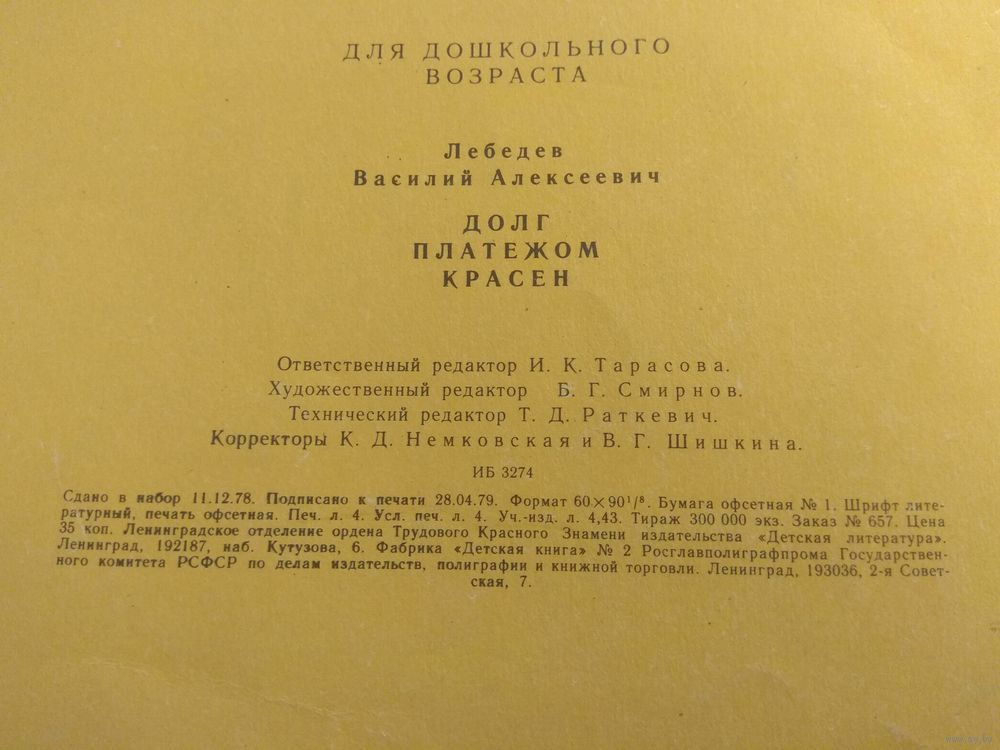 ДЛЯ ДОШКОЛЬНОГО
ВОЗРАСТА
Лебедев
Василий Алексеевич
ДОЛГ
ПЛАТЕЖОМ
КРАСЕН
Ответственный редактор И. К. Тарасова.
Художественный редактор Б. Г. Смирнов.
Технический редактор Т. Д. Раткевич.
Корректоры К. Д. Немковская и В. Г. Шишкина.
ИБ 3274
Сдано в набор 11.12.78. Подписано к печати 28.04.79. Формат 60×90¹/⁸. Бумага офсетная № 1. Шрифт лите-
ратурный, печать офсетная. Печ. л. 4. Усл. печ. л. 4. Уч.-изд. л. 4,43. Тираж 300 000 экз. Заказ № 657. Цена
35 коп. Ленинградское отделение ордена Трудового Красного Знамени издательства «Детская литература».
Ленинград, 192187, наб. Кутузова, 6. Фабрика «Детская книга» № 2 Росглавполиграфпрома Государствен-
ного комитета РСФСР по делам издательств, полиграфии и книжной торговли. Ленинград, 193036, 2-я Совет-
ская, 7.